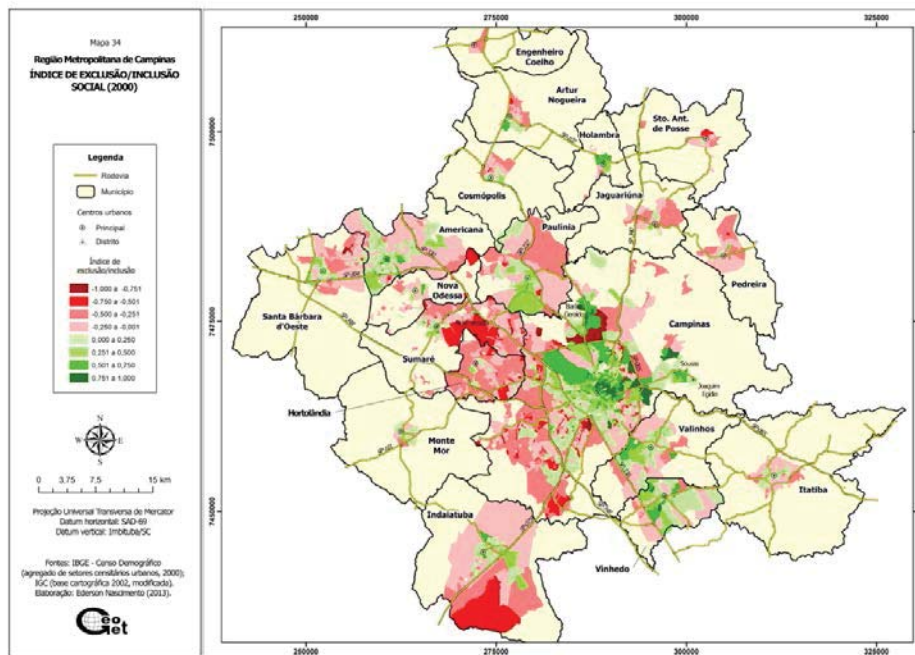 Mapa 34
Região Metropolitana de Campinas
ÍNDICE DE EXCLUSÃO/INCLUSÃO
SOCIAL (2000)
Legenda
Rodovia
Município
Centros urbanos
Principal
Distrito
Índice de
exclusão/inclusão
-1.000 a -0,751
-0.750 a -0,501
-0,500 a -0,251
-0,250 a -0,001
0,000 a 0,250
0,251 a 0,500
0,501 a 0,750
0,751 a 1,000
N
W E
S
0 3,75 7,5 15 km
Projeção Universal Transversa de Mercator
Datum horizontal: SAD-69
Datum vertical: Imbituba/SC
Fontes: IBGE - Censo Demográfico
(agregado de setores censitários urbanos, 2000);
IGC (base cartográfica 2002, modificada).
Elaboração: Ederson Nascimento (2013).
Geo
Get
250000 275000 300000 325000
7500000
7475000
7450000
Engenheiro
Coelho
Artur
Nogueira
Holambra
Sto. Ant.
de Posse
Cosmópolis
Jaguariúna
Americana
Paulínia
Pedreira
Nova
Odessa
Santa Bárbara
d'Oeste
Barão
Geraldo
Campinas
Sumaré
Sousas
Joaquim
Egídio
Hortolândia
Valinhos
Monte
Mor
Itatiba
Indaiatuba
Vinhedo
250000 275000 300000 325000